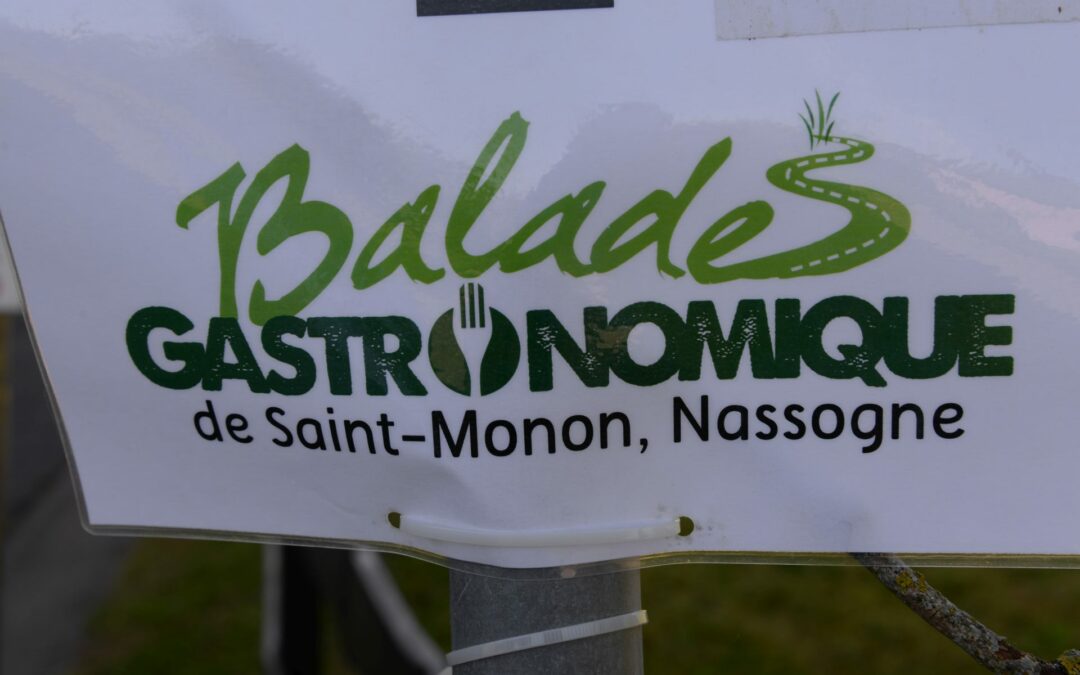 Balades
GASTRONOMIQUE
de Saint-Monon, Nassogne